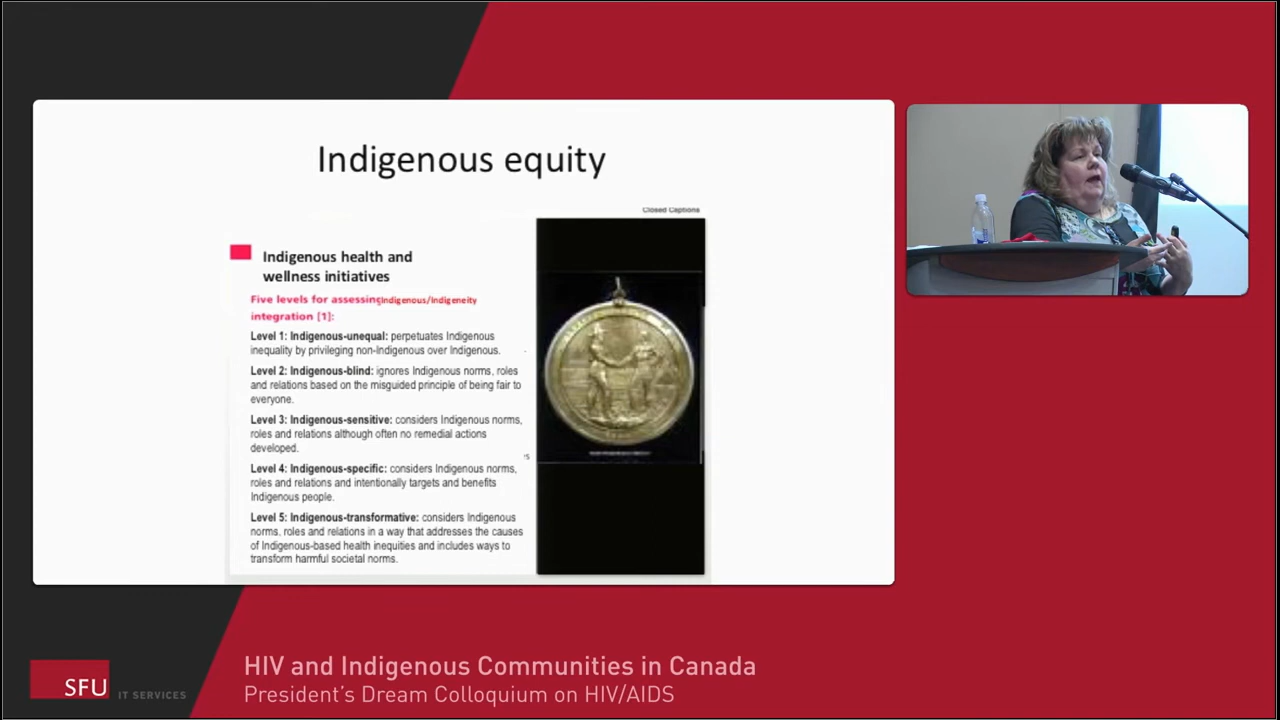 Indigenous equity
Closed Captions
Indigenous health and
wellness initiatives
Five levels for assessing Indigenous/Indigeneity
integration [1]:
Level 1: Indigenous-unequal: perpetuates Indigenous
inequality by privileging non-Indigenous over Indigenous.
Level 2: Indigenous-blind: ignores Indigenous norms, roles
and relations based on the misguided principle of being fair to
everyone.
Level 3: Indigenous-sensitive: considers Indigenous norms,
roles and relations although often no remedial actions
developed.
Level 4: Indigenous-specific: considers Indigenous norms,
roles and relations and intentionally targets and benefits
Indigenous people.
Level 5: Indigenous-transformative: considers Indigenous
norms, roles and relations in a way that addresses the causes
of Indigenous-based health inequities and includes ways to
transform harmful societal norms.
SFU IT SERVICES
HIV and Indigenous Communities in Canada
President's Dream Colloquium on HIV/AIDS